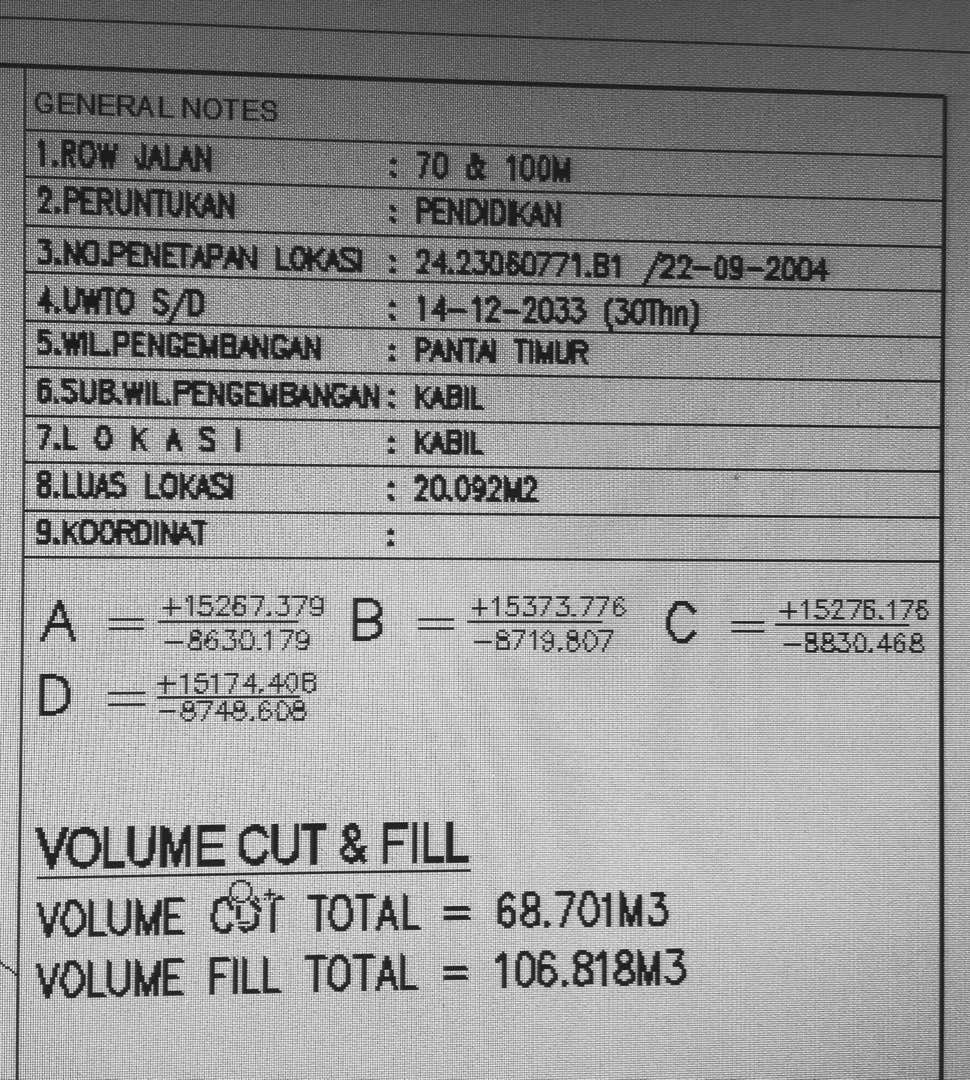 GENERAL NOTES
1.ROW JALAN : 70 & 100M
2.PERUNTUKAN : PENDIDIKAN
3.NO.PENETAPAN LOKASI : 24.23060771.B1 /22-09-2004
4.UWTO S/D : 14-12-2033 (30Thn)
5.WIL.PENGEMBANGAN : PANTAI TIMUR
6.SUB.WIL.PENGEMBANGAN : KABIL
7.L O K A S I : KABIL
8.LUAS LOKASI : 20.092M2
9.KOORDINAT :
A = +15267.379 B = +15373.776 C = +15276.176
-8630.179 -8719.807 -8830.468
D = +15174.408
-8748.608
VOLUME CUT & FILL
VOLUME CUT TOTAL = 68.701M3
VOLUME FILL TOTAL = 106.818M3